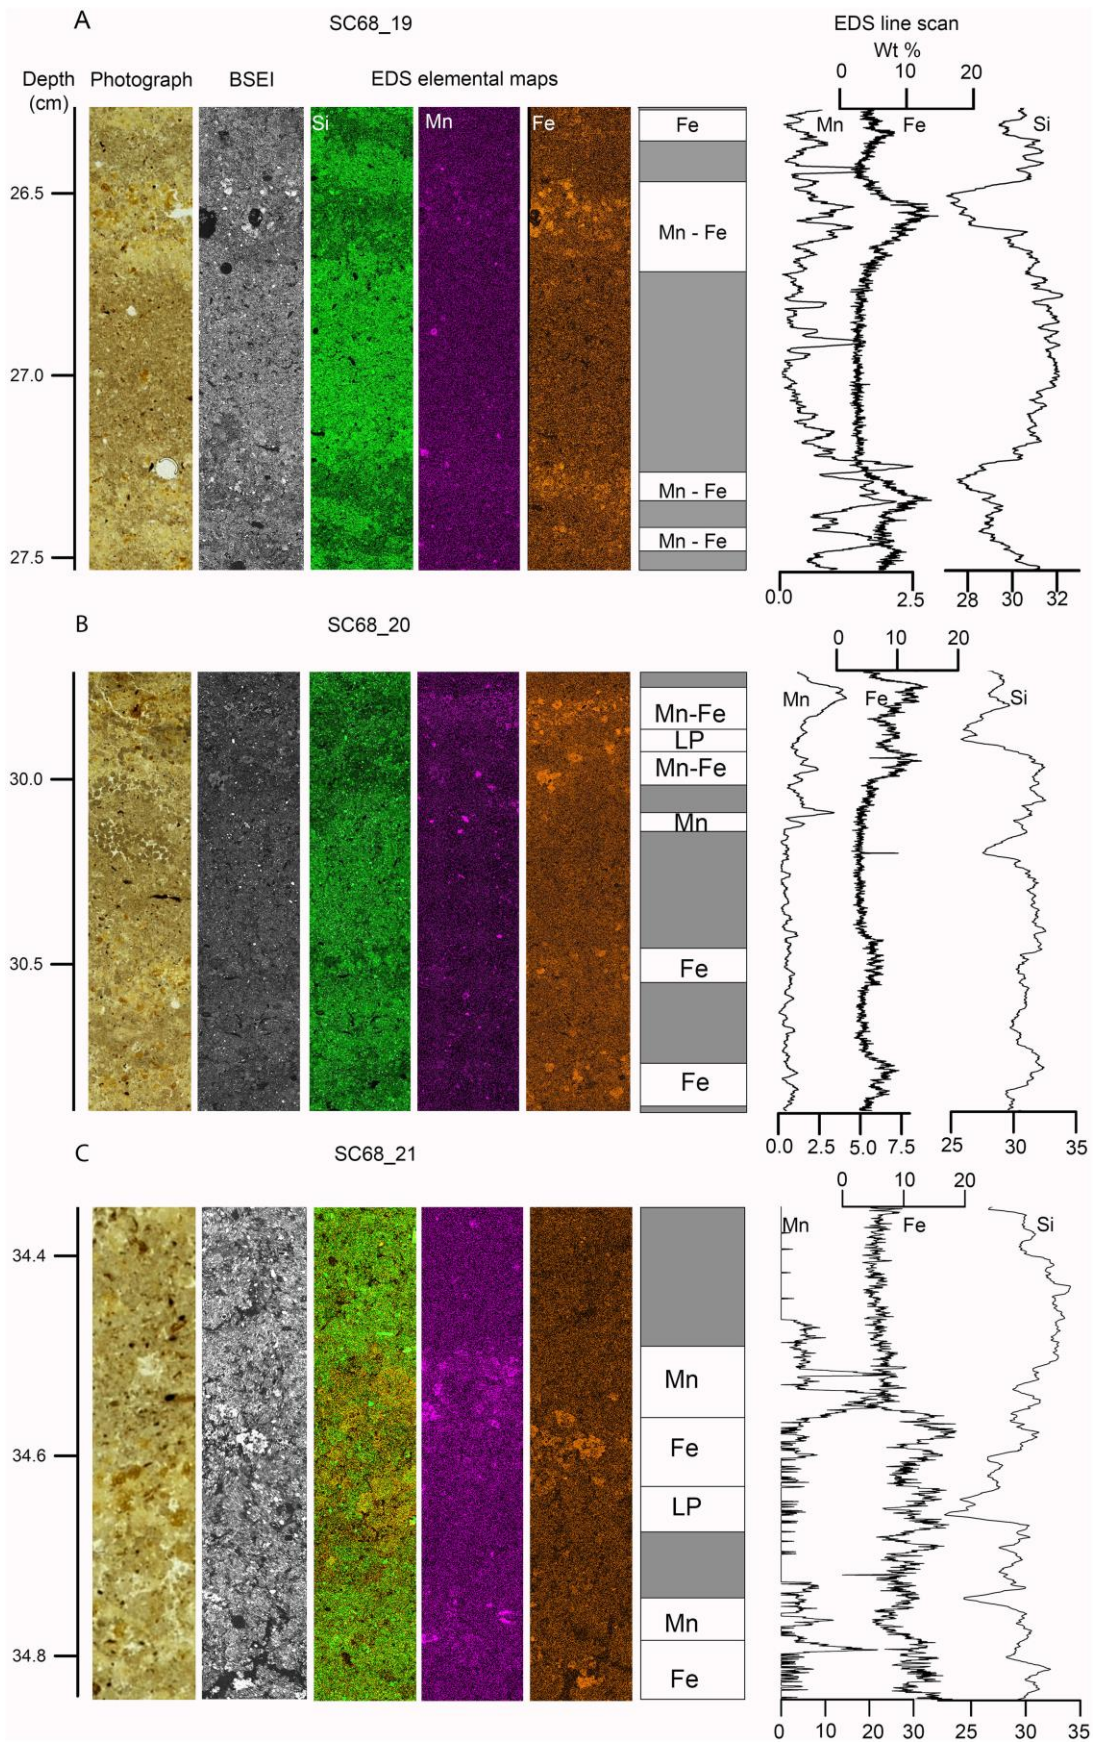 A
SC68_19
EDS line scan
Wt %
Depth
(cm)
Photograph
BSEI
EDS elemental maps
0 10 20
Si
Mn
Fe
Fe
Mn
Fe
Si
26.5
Mn - Fe
27.0
Mn - Fe
Mn - Fe
27.5
0.0 2.5 28 30 32
B
SC68_20
0 10 20
Mn
Fe
Si
Mn-Fe
LP
Mn-Fe
30.0
Mn
30.5
Fe
Fe
0.0 2.5 5.0 7.5 25 30 35
C
SC68_21
0 10 20
Mn
Fe
Si
34.4
Mn
Fe
34.6
LP
Mn
34.8
Fe
0 10 20 30 25 30 35